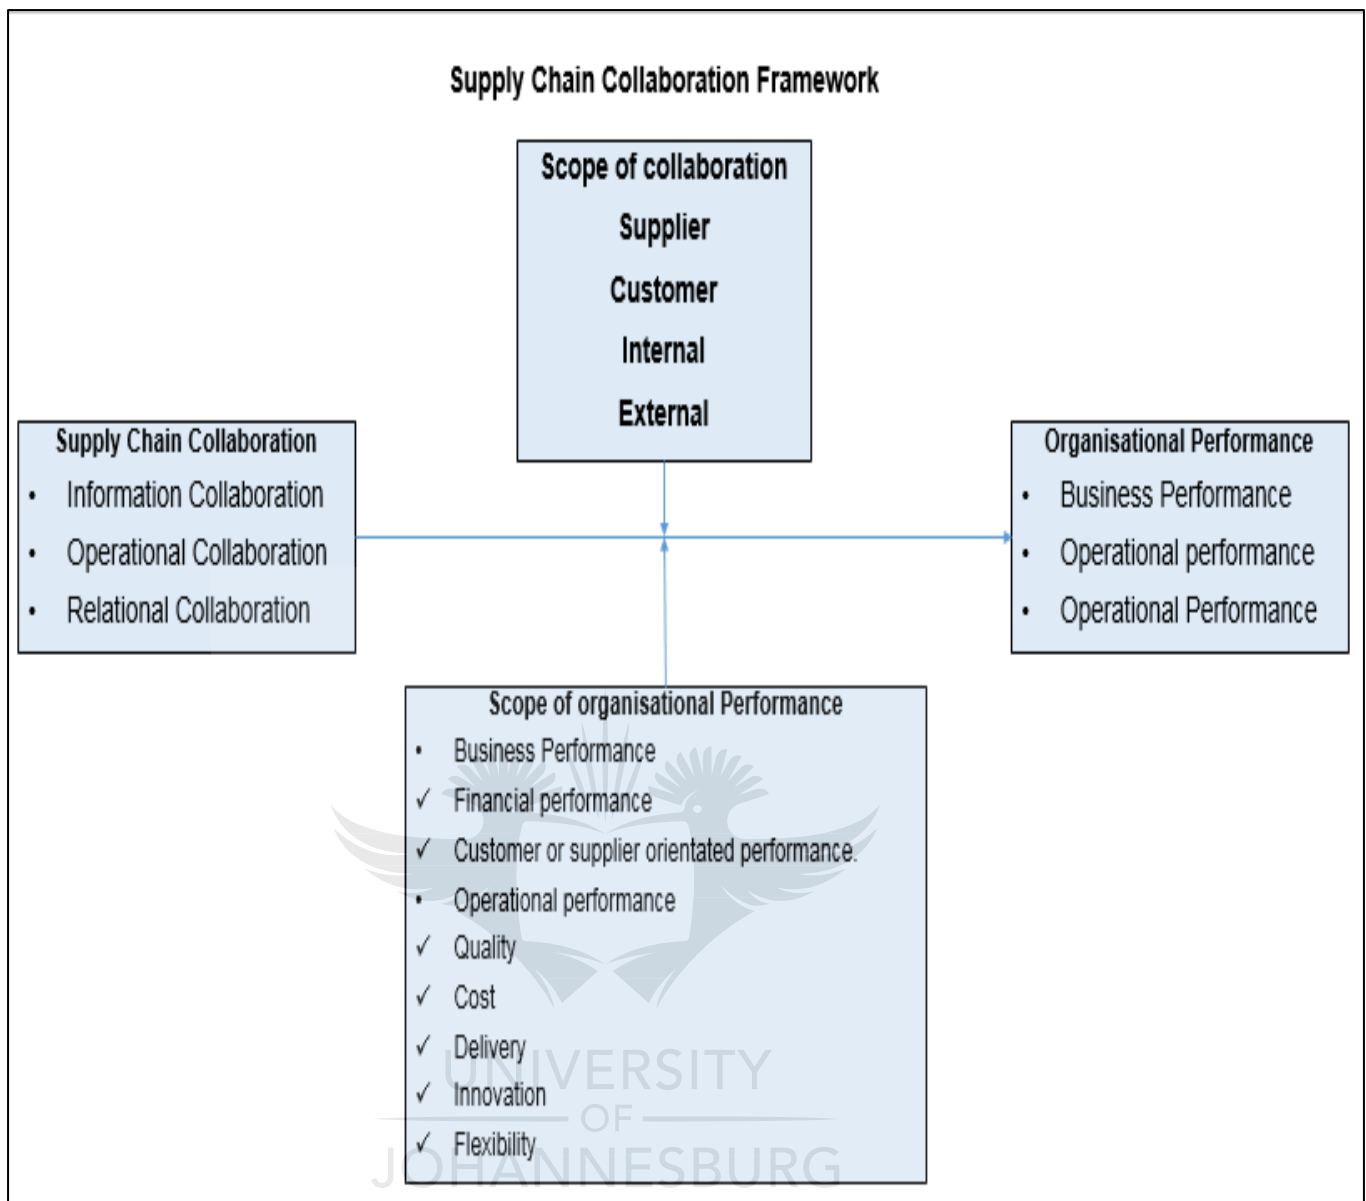 Supply Chain Collaboration Framework
Scope of collaboration
Supplier
Customer
Internal
External
Supply Chain Collaboration
• Information Collaboration
• Operational Collaboration
• Relational Collaboration
Organisational Performance
• Business Performance
• Operational performance
• Operational Performance
Scope of organisational Performance
• Business Performance
✓ Financial performance
✓ Customer or supplier orientated performance.
• Operational performance
✓ Quality
✓ Cost
✓ Delivery
✓ Innovation
✓ Flexibility
UNIVERSITY
OF
JOHANNESBURG